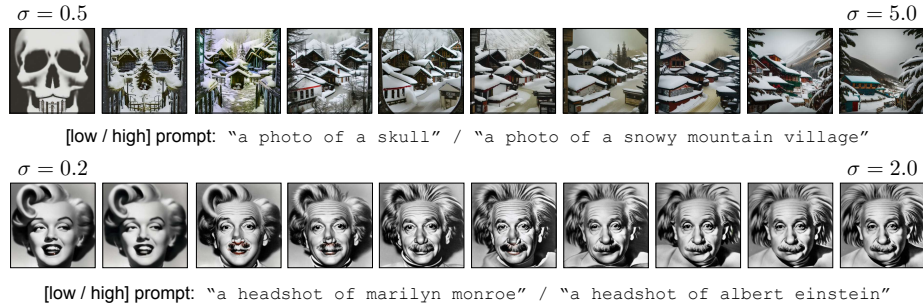 σ = 0.5 σ = 5.0
[low / high] prompt: "a photo of a skull" / "a photo of a snowy mountain village"
σ = 0.2 σ = 2.0
[low / high] prompt: "a headshot of marilyn monroe" / "a headshot of albert einstein"